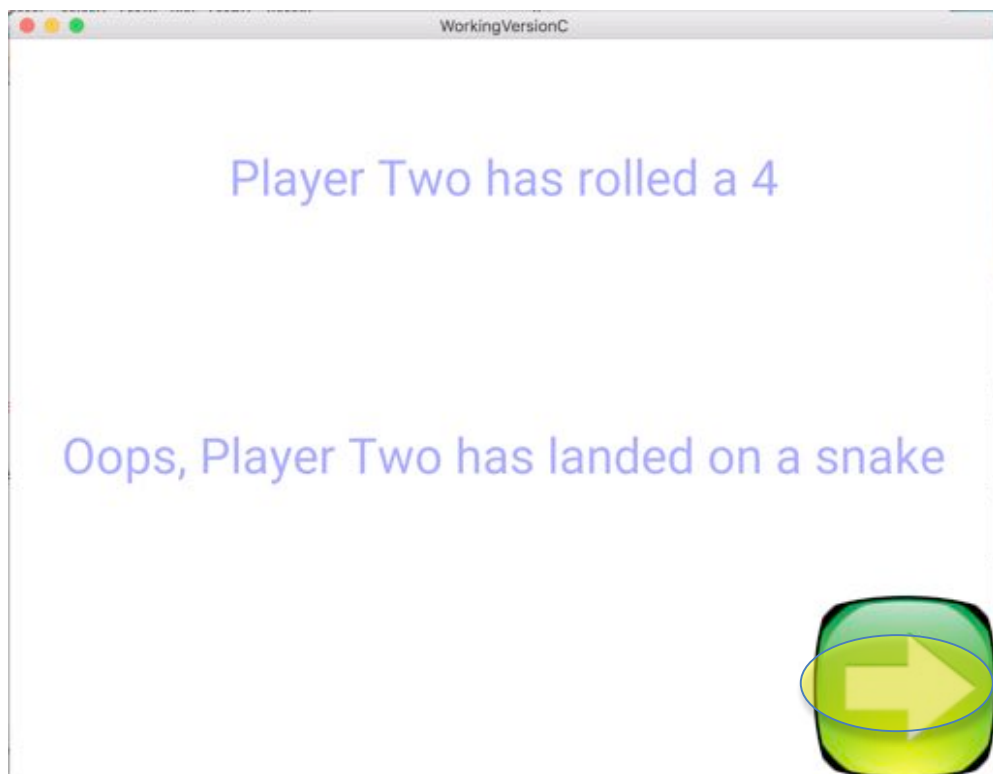 WorkingVersionC
Player Two has rolled a 4
Oops, Player Two has landed on a snake